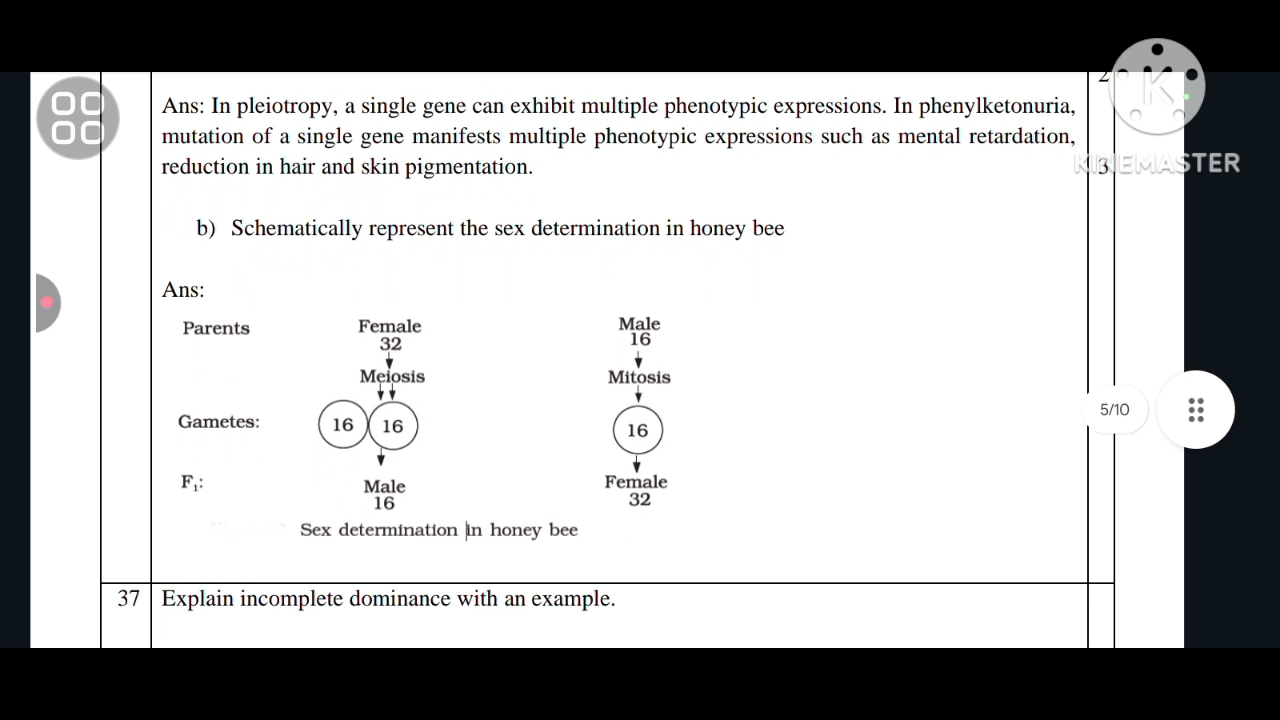 2
Ans: In pleiotropy, a single gene can exhibit multiple phenotypic expressions. In phenylketonuria,
mutation of a single gene manifests multiple phenotypic expressions such as mental retardation,
reduction in hair and skin pigmentation.
3
KINEMASTER
b) Schematically represent the sex determination in honey bee
Ans:
Parents Female Male
32 16
Meiosis Mitosis
Gametes: 16 16 16
5/10
F₁: Male Female
16 32
Sex determination in honey bee
37 Explain incomplete dominance with an example.